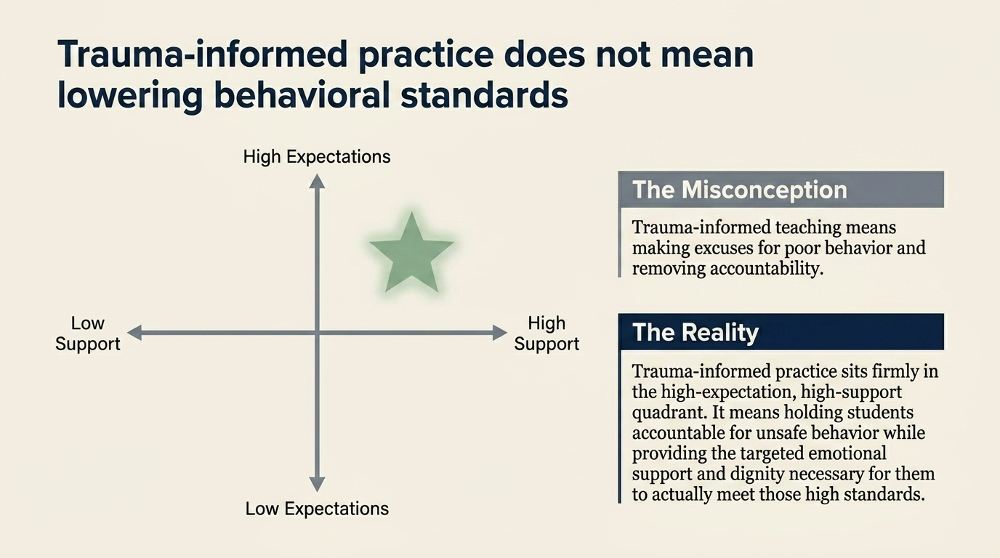 Trauma-informed practice does not mean
lowering behavioral standards
High Expectations
Low
Support
High
Support
Low Expectations
The Misconception
Trauma-informed teaching means
making excuses for poor behavior and
removing accountability.
The Reality
Trauma-informed practice sits firmly in
the high-expectation, high-support
quadrant. It means holding students
accountable for unsafe behavior while
providing the targeted emotional
support and dignity necessary for them
to actually meet those high standards.